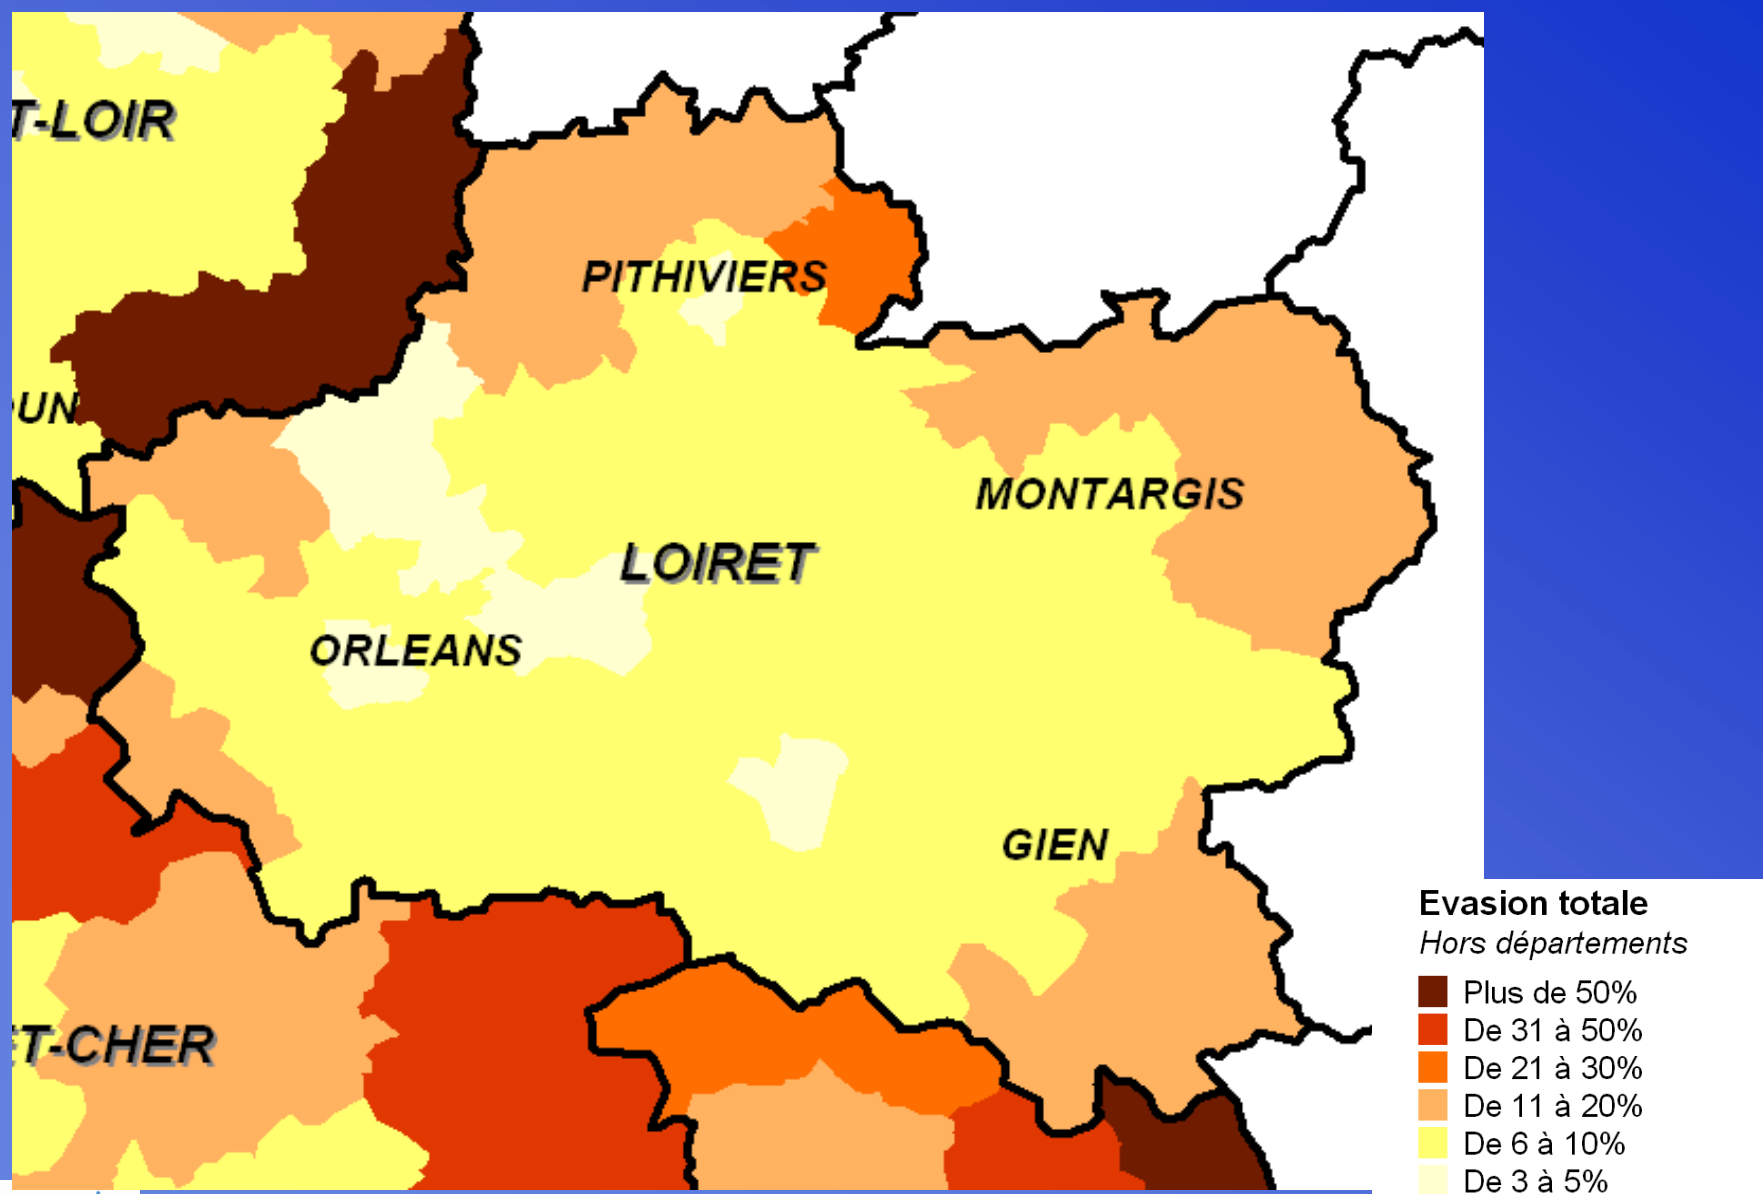 T-LOIR
PITHIVIERS
UN
MONTARGIS
LOIRET
ORLEANS
GIEN
ET-CHER
Evasion totale
Hors départements
Plus de 50%
De 31 à 50%
De 21 à 30%
De 11 à 20%
De 6 à 10%
De 3 à 5%